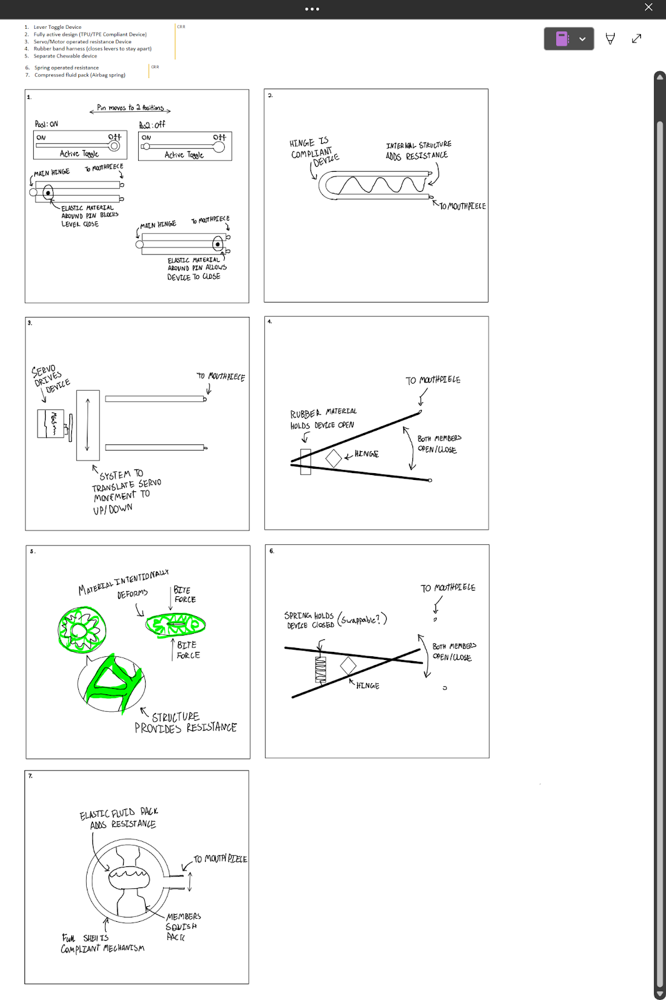 1. Lever Toggle Device
2. Fully active design (TPU/TPE Compliant Device)
3. Servo/Motor operated resistance Device
4. Rubber band harness (closes levers to stay apart)
5. Separate Chewable device
CRR
6. Spring operated resistance
7. Compressed fluid pack (Airbag spring)
CRR
1.
Pin moves to 2 Positions
Pos1: ON
ON Off
Active Toggle
Pos2: Off
ON Off
Active Toggle
MAIN HINGE
To MOUTHPIECE
ELASTIC MATERIAL
AROUND PIN BLOCKS
LEVER CLOSE
MAIN HINGE
To MOUTHPIECE
ELASTIC MATERIAL
AROUND PIN ALLOWS
DEVICE TO CLOSE
2.
HINGE IS
COMPLIANT
DEVICE
INTERNAL STRUCTURE
ADDS RESISTANCE
TO MOUTHPIECE
3.
SERVO
DRIVES
DEVICE
TO MOUTHPIECE
SYSTEM TO
TRANSLATE SERVO
MOVEMENT TO
UP/DOWN
4.
TO MOUTHPIECE
RUBBER MATERIAL
HOLDS DEVICE OPEN
HINGE
BOTH MEMBERS
OPEN/CLOSE
5.
MATERIAL INTENTIONALLY
DEFORMS
BITE
FORCE
BITE
FORCE
STRUCTURE
PROVIDES RESISTANCE
6.
TO MOUTHPIECE
SPRING HOLDS
DEVICE CLOSED (Swappable?)
BOTH MEMBERS
OPEN/CLOSE
HINGE
7.
ELASTIC FLUID PACK
ADDS RESISTANCE
TO MOUTHPIECE
MEMBERS
SQUISH
PACK
FULL SHELL IS
COMPLIANT MECHANISM